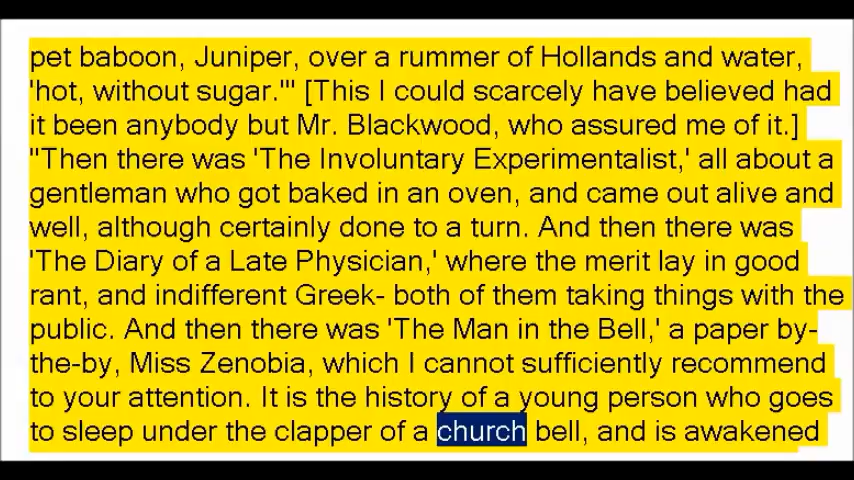 pet baboon, Juniper, over a rummer of Hollands and water,
'hot, without sugar.'" [This I could scarcely have believed had
it been anybody but Mr. Blackwood, who assured me of it.]
"Then there was 'The Involuntary Experimentalist,' all about a
gentleman who got baked in an oven, and came out alive and
well, although certainly done to a turn. And then there was
'The Diary of a Late Physician,' where the merit lay in good
rant, and indifferent Greek- both of them taking things with the
public. And then there was 'The Man in the Bell,' a paper by-
the-by, Miss Zenobia, which I cannot sufficiently recommend
to your attention. It is the history of a young person who goes
to sleep under the clapper of a church bell, and is awakened